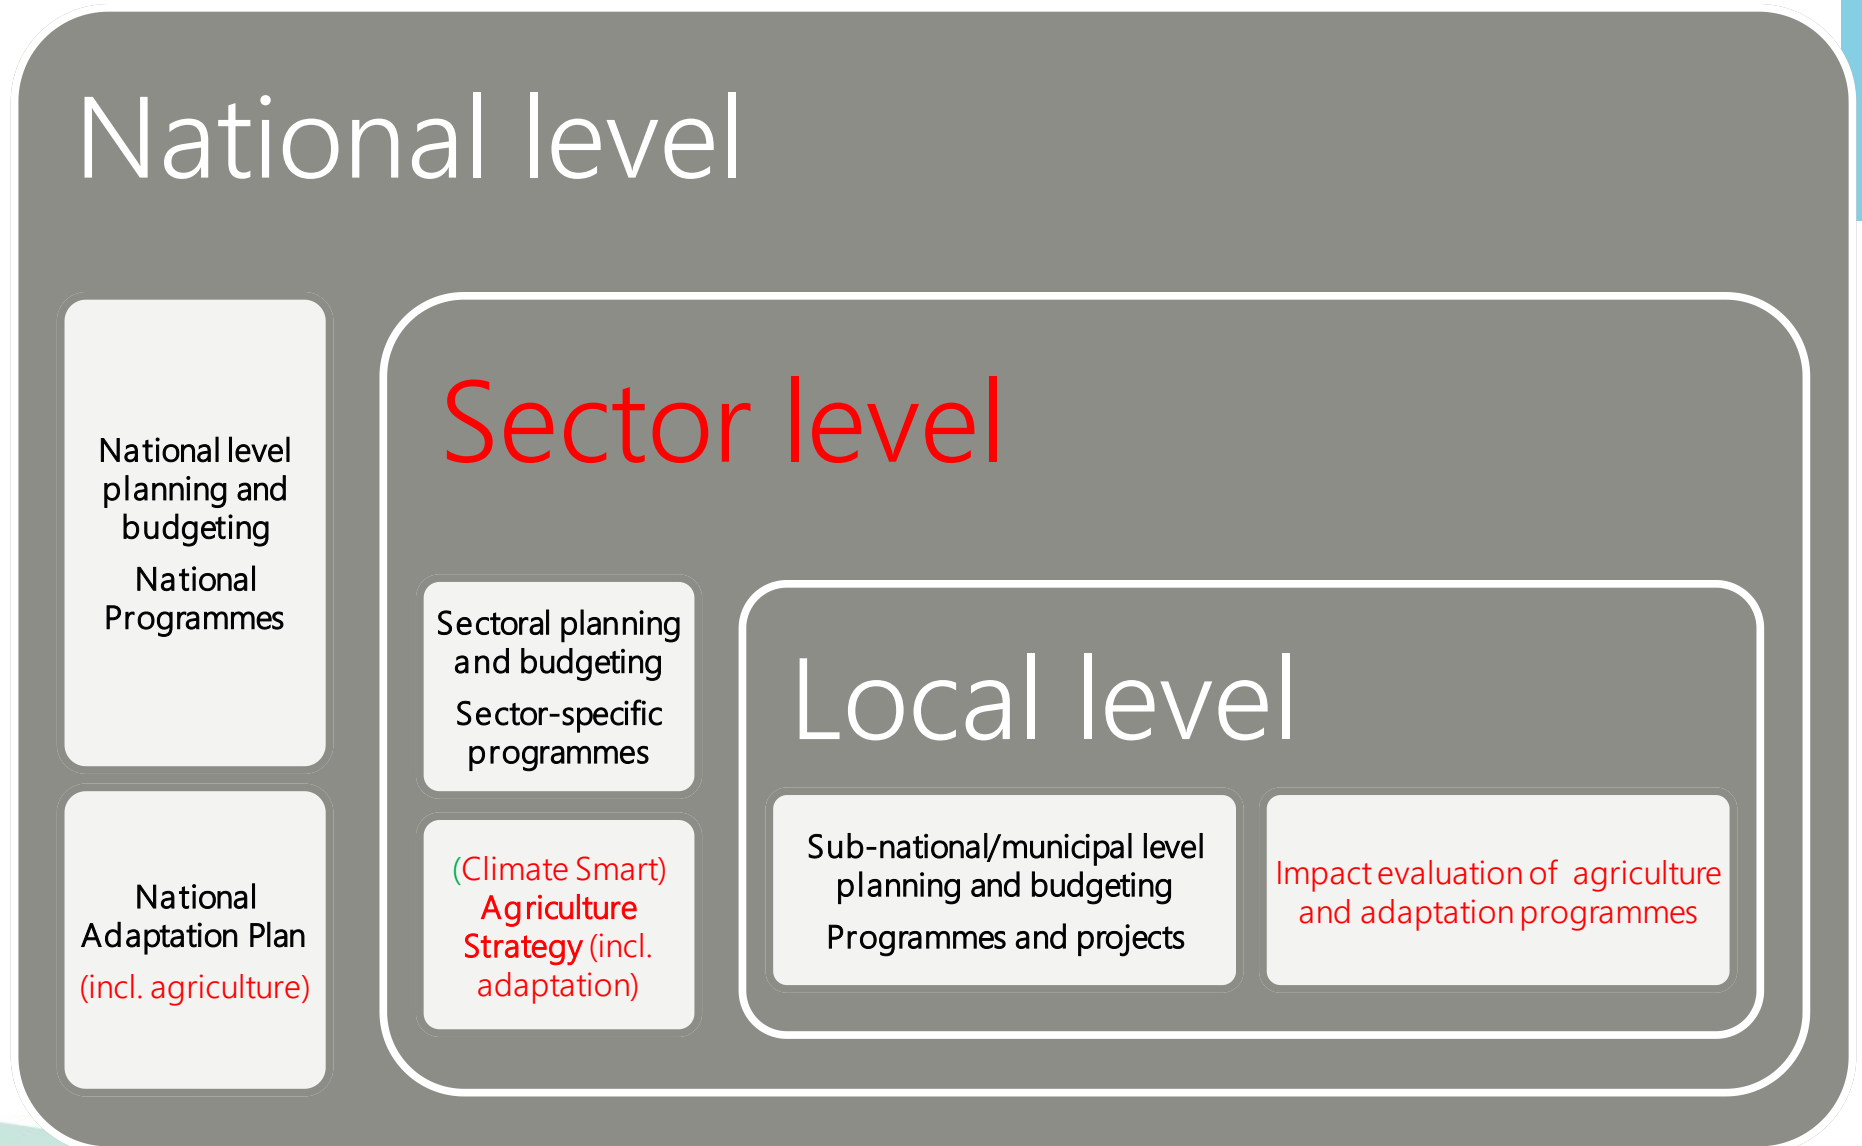 National level
National level
planning and
budgeting
National
Programmes
National
Adaptation Plan
(incl. agriculture)
Sector level
Sectoral planning
and budgeting
Sector-specific
programmes
(Climate Smart)
Agriculture
Strategy (incl.
adaptation)
Local level
Sub-national/municipal level
planning and budgeting
Programmes and projects
Impact evaluation of agriculture
and adaptation programmes